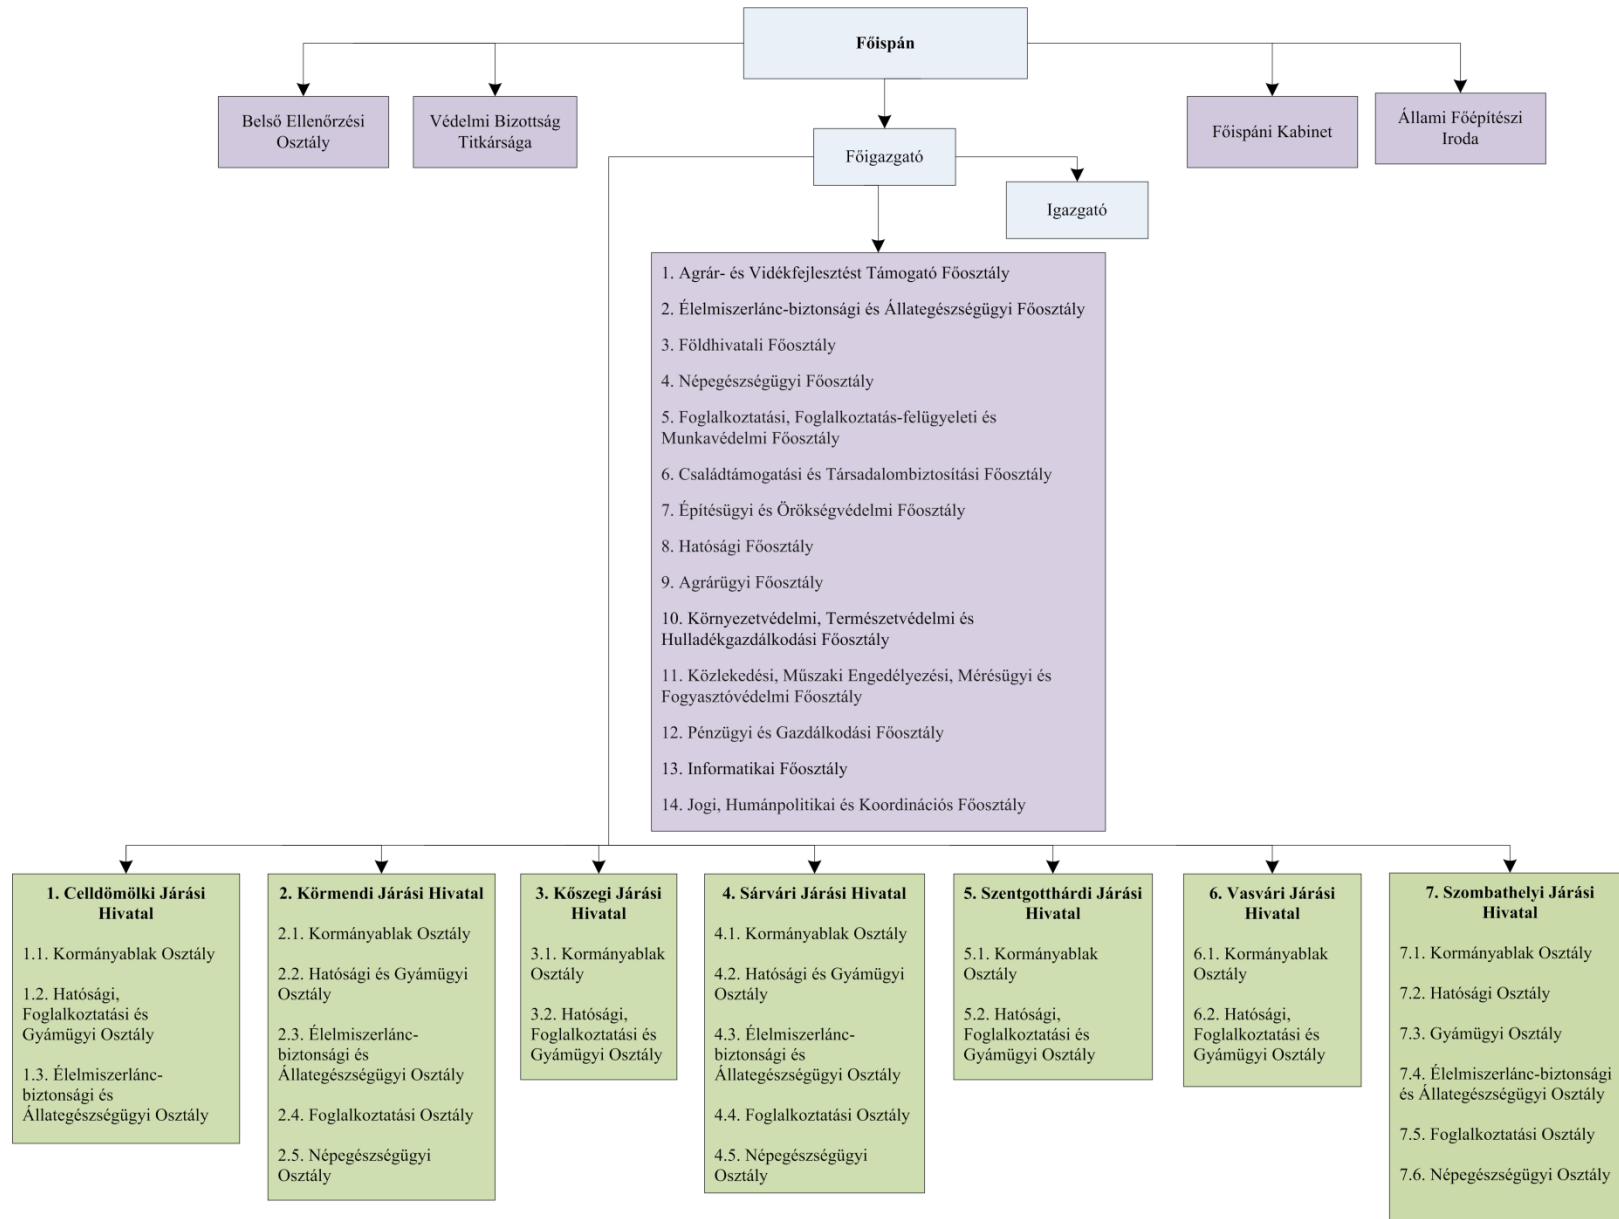 Főispán
Belső Ellenőrzési
Osztály
Védelmi Bizottság
Titkársága
Főispáni Kabinet
Állami Főépítészi
Iroda
Főigazgató
Igazgató
1. Agrár- és Vidékfejlesztést Támogató Főosztály
2. Élelmiszerlánc-biztonsági és Állategészségügyi Főosztály
3. Földhivatali Főosztály
4. Népegészségügyi Főosztály
5. Foglalkoztatási, Foglalkoztatás-felügyeleti és
Munkavédelmi Főosztály
6. Családtámogatási és Társadalombiztosítási Főosztály
7. Építésügyi és Örökségvédelmi Főosztály
8. Hatósági Főosztály
9. Agrárügyi Főosztály
10. Környezetvédelmi, Természetvédelmi és
Hulladékgazdálkodási Főosztály
11. Közlekedési, Műszaki Engedélyezési, Mérésügyi és
Fogyasztóvédelmi Főosztály
12. Pénzügyi és Gazdálkodási Főosztály
13. Informatikai Főosztály
14. Jogi, Humánpolitikai és Koordinációs Főosztály
1. Celldömölki Járási
Hivatal
1.1. Kormányablak Osztály
1.2. Hatósági,
Foglalkoztatási és
Gyámügyi Osztály
1.3. Élelmiszerlánc-
biztonsági és
Állategészségügyi Osztály
2. Körmendi Járási Hivatal
2.1. Kormányablak Osztály
2.2. Hatósági és Gyámügyi
Osztály
2.3. Élelmiszerlánc-
biztonsági és
Állategészségügyi Osztály
2.4. Foglalkoztatási Osztály
2.5. Népegészségügyi
Osztály
3. Kőszegi Járási
Hivatal
3.1. Kormányablak
Osztály
3.2. Hatósági,
Foglalkoztatási és
Gyámügyi Osztály
4. Sárvári Járási Hivatal
4.1. Kormányablak Osztály
4.2. Hatósági és Gyámügyi
Osztály
4.3. Élelmiszerlánc-
biztonsági és
Állategészségügyi Osztály
4.4. Foglalkoztatási Osztály
4.5. Népegészségügyi
Osztály
5. Szentgotthárdi Járási
Hivatal
5.1. Kormányablak
Osztály
5.2. Hatósági,
Foglalkoztatási és
Gyámügyi Osztály
6. Vasvári Járási
Hivatal
6.1. Kormányablak
Osztály
6.2. Hatósági,
Foglalkoztatási és
Gyámügyi Osztály
7. Szombathelyi Járási
Hivatal
7.1. Kormányablak Osztály
7.2. Hatósági Osztály
7.3. Gyámügyi Osztály
7.4. Élelmiszerlánc-biztonsági
és Állategészségügyi Osztály
7.5. Foglalkoztatási Osztály
7.6. Népegészségügyi Osztály